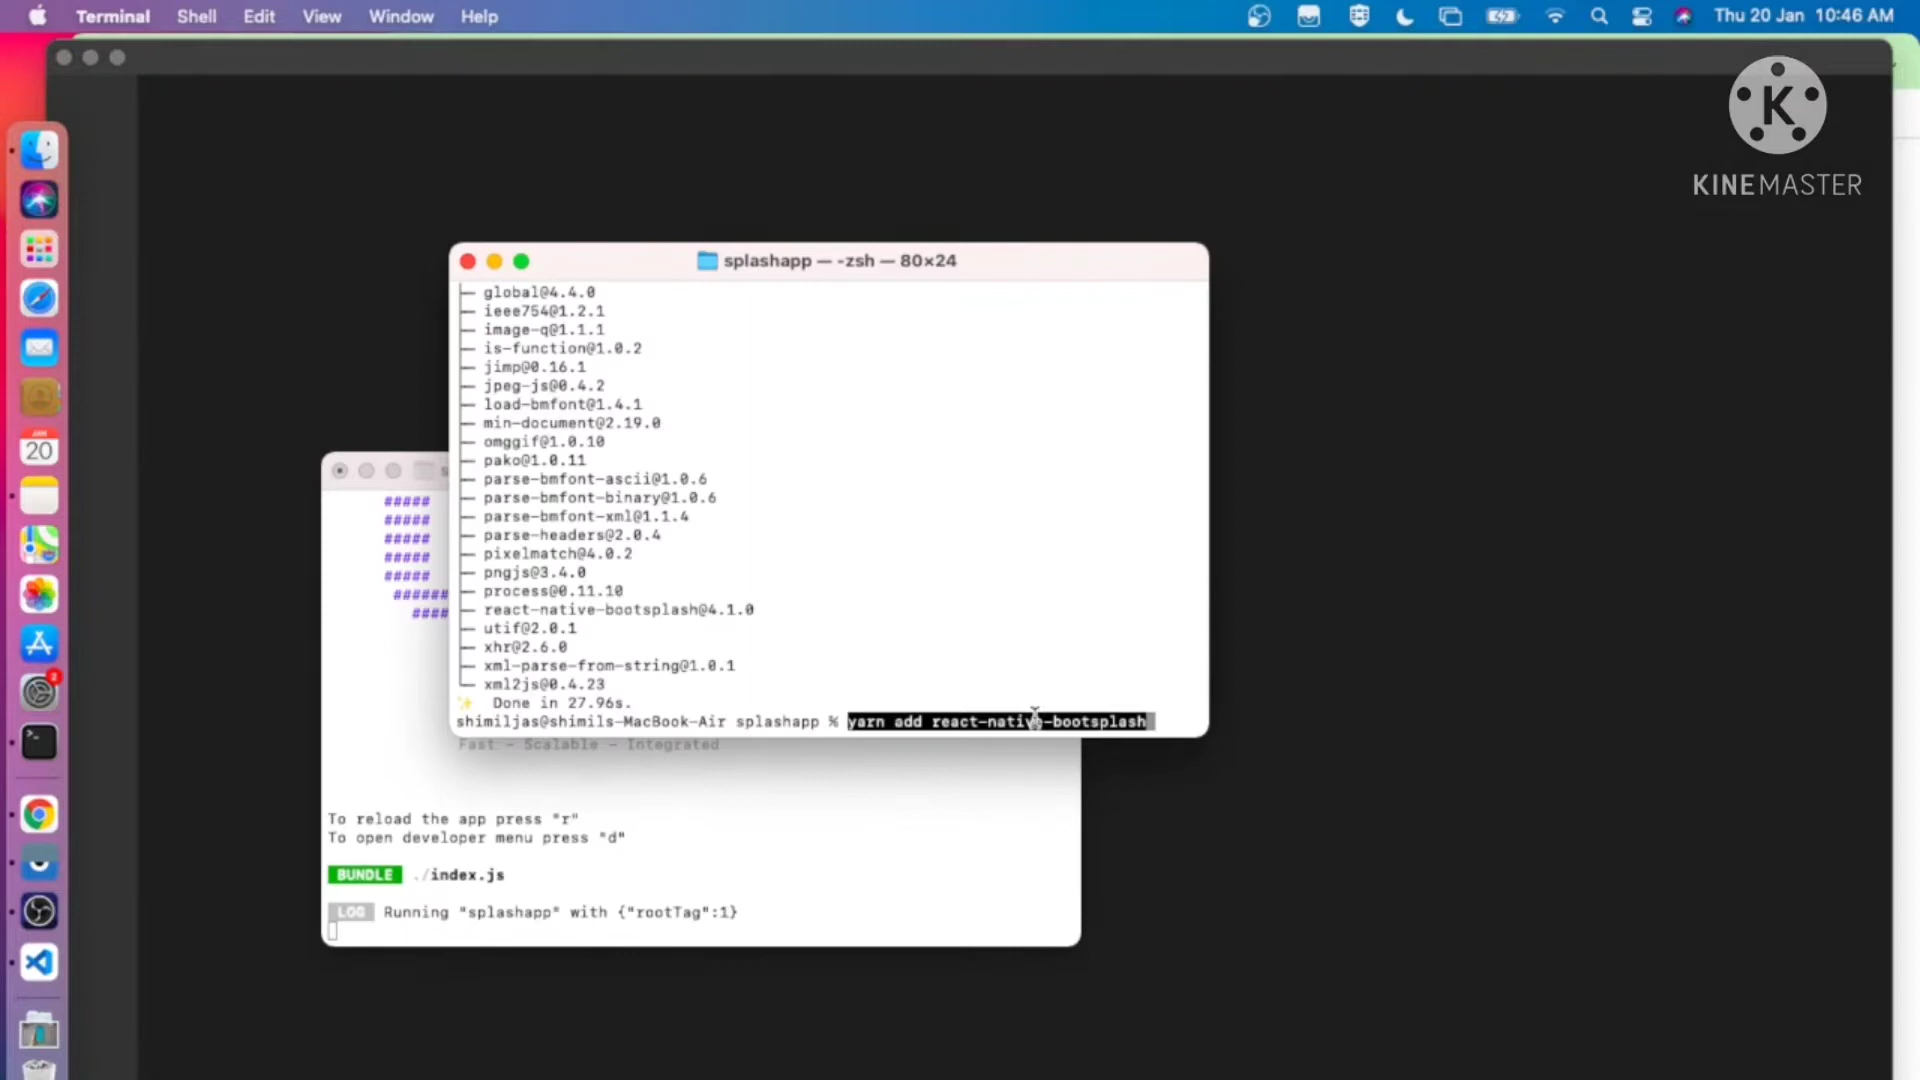 Terminal Shell Edit View Window Help Thu 20 Jan 10:46 AM
K
KINEMASTER
splashapp — -zsh — 80×24
├─ global@4.4.0
├─ ieee754@1.2.1
├─ image-q@1.1.1
├─ is-function@1.0.2
├─ jimp@0.16.1
├─ jpeg-js@0.4.2
├─ load-bmfont@1.4.1
├─ min-document@2.19.0
├─ omggif@1.0.10
├─ pako@1.0.11
├─ parse-bmfont-ascii@1.0.6
├─ parse-bmfont-binary@1.0.6
├─ parse-bmfont-xml@1.1.4
├─ parse-headers@2.0.4
├─ pixelmatch@4.0.2
├─ pngjs@3.4.0
├─ process@0.11.10
├─ react-native-bootsplash@4.1.0
├─ utif@2.0.1
├─ xhr@2.6.0
├─ xml-parse-from-string@1.0.1
└─ xml2js@0.4.23
✨ Done in 27.96s.
shimiljas@shimils-MacBook-Air splashapp % yarn add react-native-bootsplash
#####
#####
#####
#####
#####
######
####
Fast - Scalable - Integrated
To reload the app press "r"
To open developer menu press "d"
BUNDLE ./index.js
LOG Running "splashapp" with {"rootTag":1}
JAN
20
2